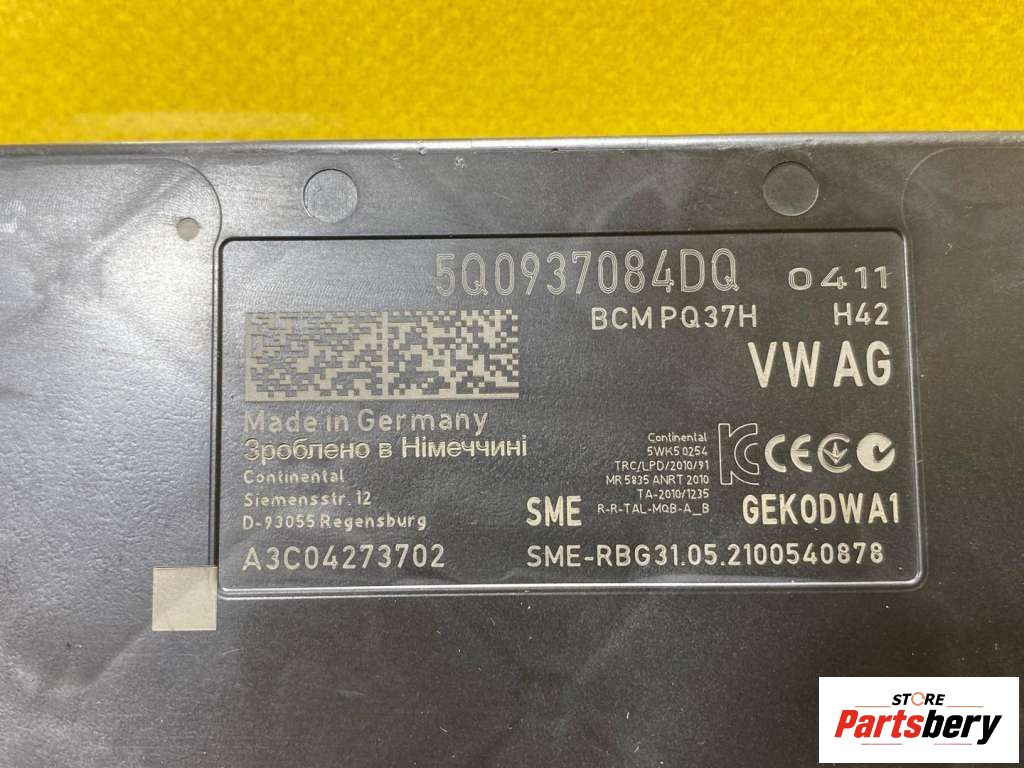 5Q0937084DQ 0411
BCM PQ37H H42
VW AG
Made in Germany
Зроблено в Німеччині
Continental
Siemensstr. 12
D-93055 Regensburg
A3C04273702
Continental
5WK5 0254
TRC/LPD/2010/91
MR 5835 ANRT 2010
TA-2010/1235
R-R-TAL-MQB-A_B
SME
GEK0DWA1
SME-RBG31.05.2100540878
STORE
Partsbery